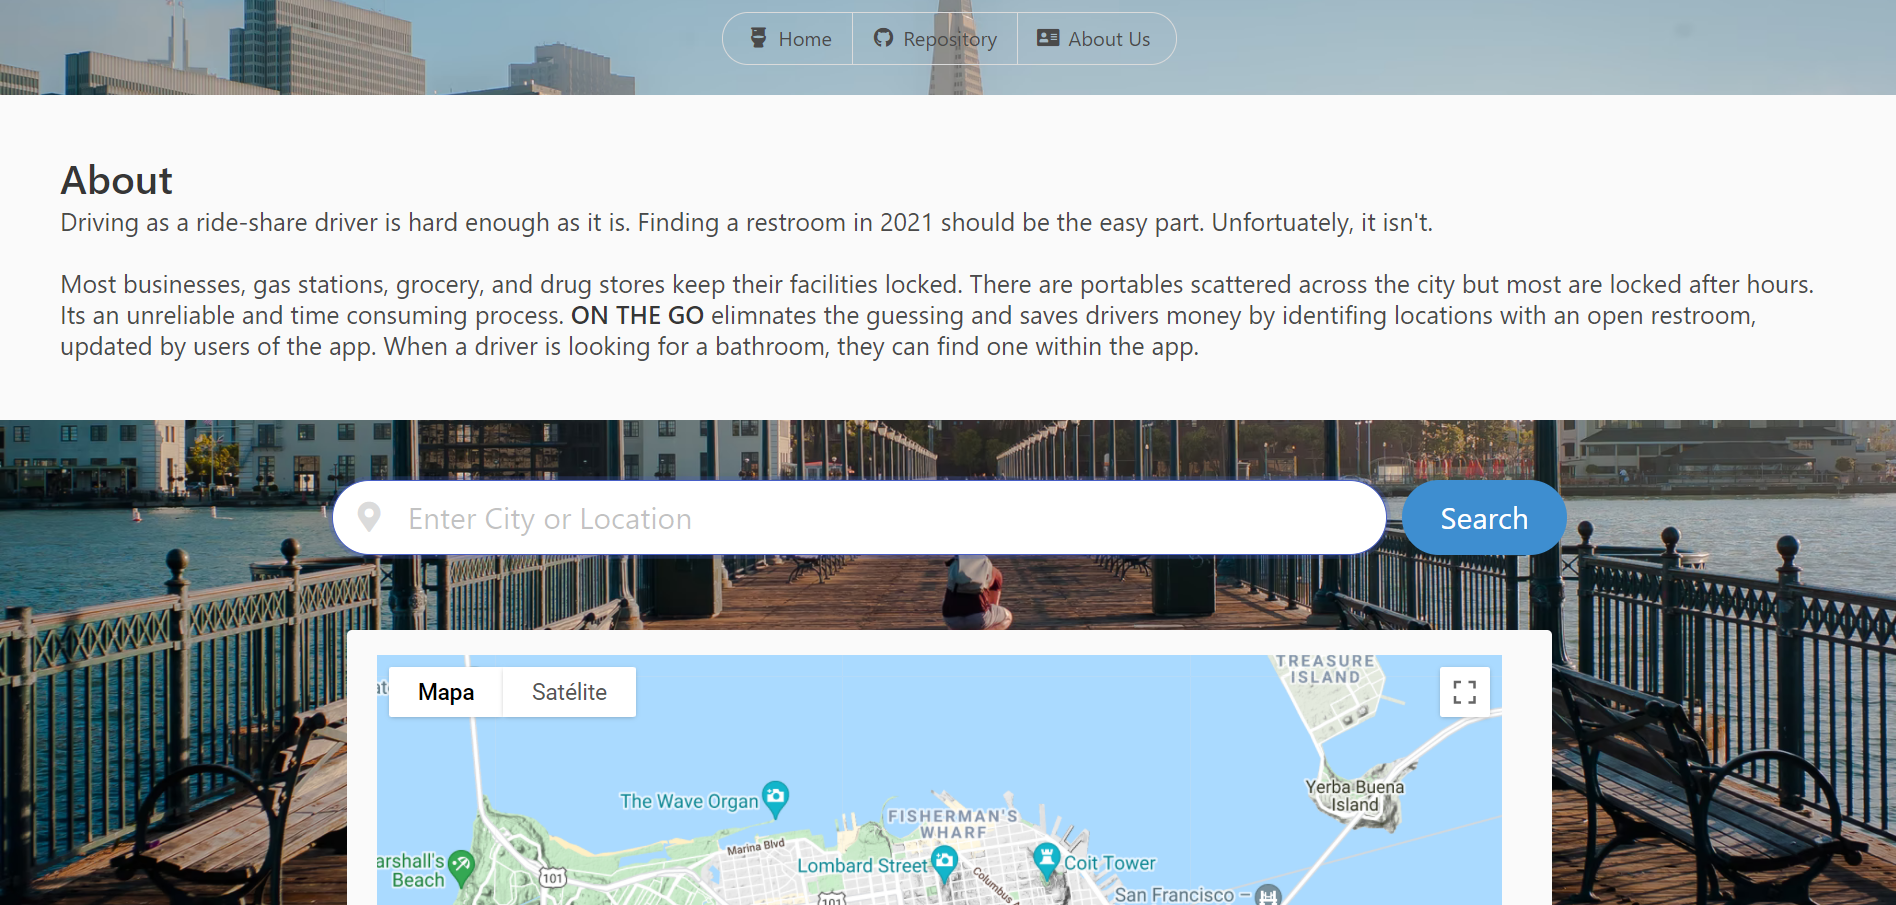 Home
Repository
About Us
About
Driving as a ride-share driver is hard enough as it is. Finding a restroom in 2021 should be the easy part. Unfortuately, it isn't.
Most businesses, gas stations, grocery, and drug stores keep their facilities locked. There are portables scattered across the city but most are locked after hours.
Its an unreliable and time consuming process. ON THE GO elimnates the guessing and saves drivers money by identifing locations with an open restroom,
updated by users of the app. When a driver is looking for a bathroom, they can find one within the app.
Enter City or Location
Search
Mapa
Satélite
TREASURE
ISLAND
Yerba Buena
Island
The Wave Organ
FISHERMAN'S
WHARF
Marina Blvd
Lombard Street
Coit Tower
arshall's
Beach
101
101
San Francisco –